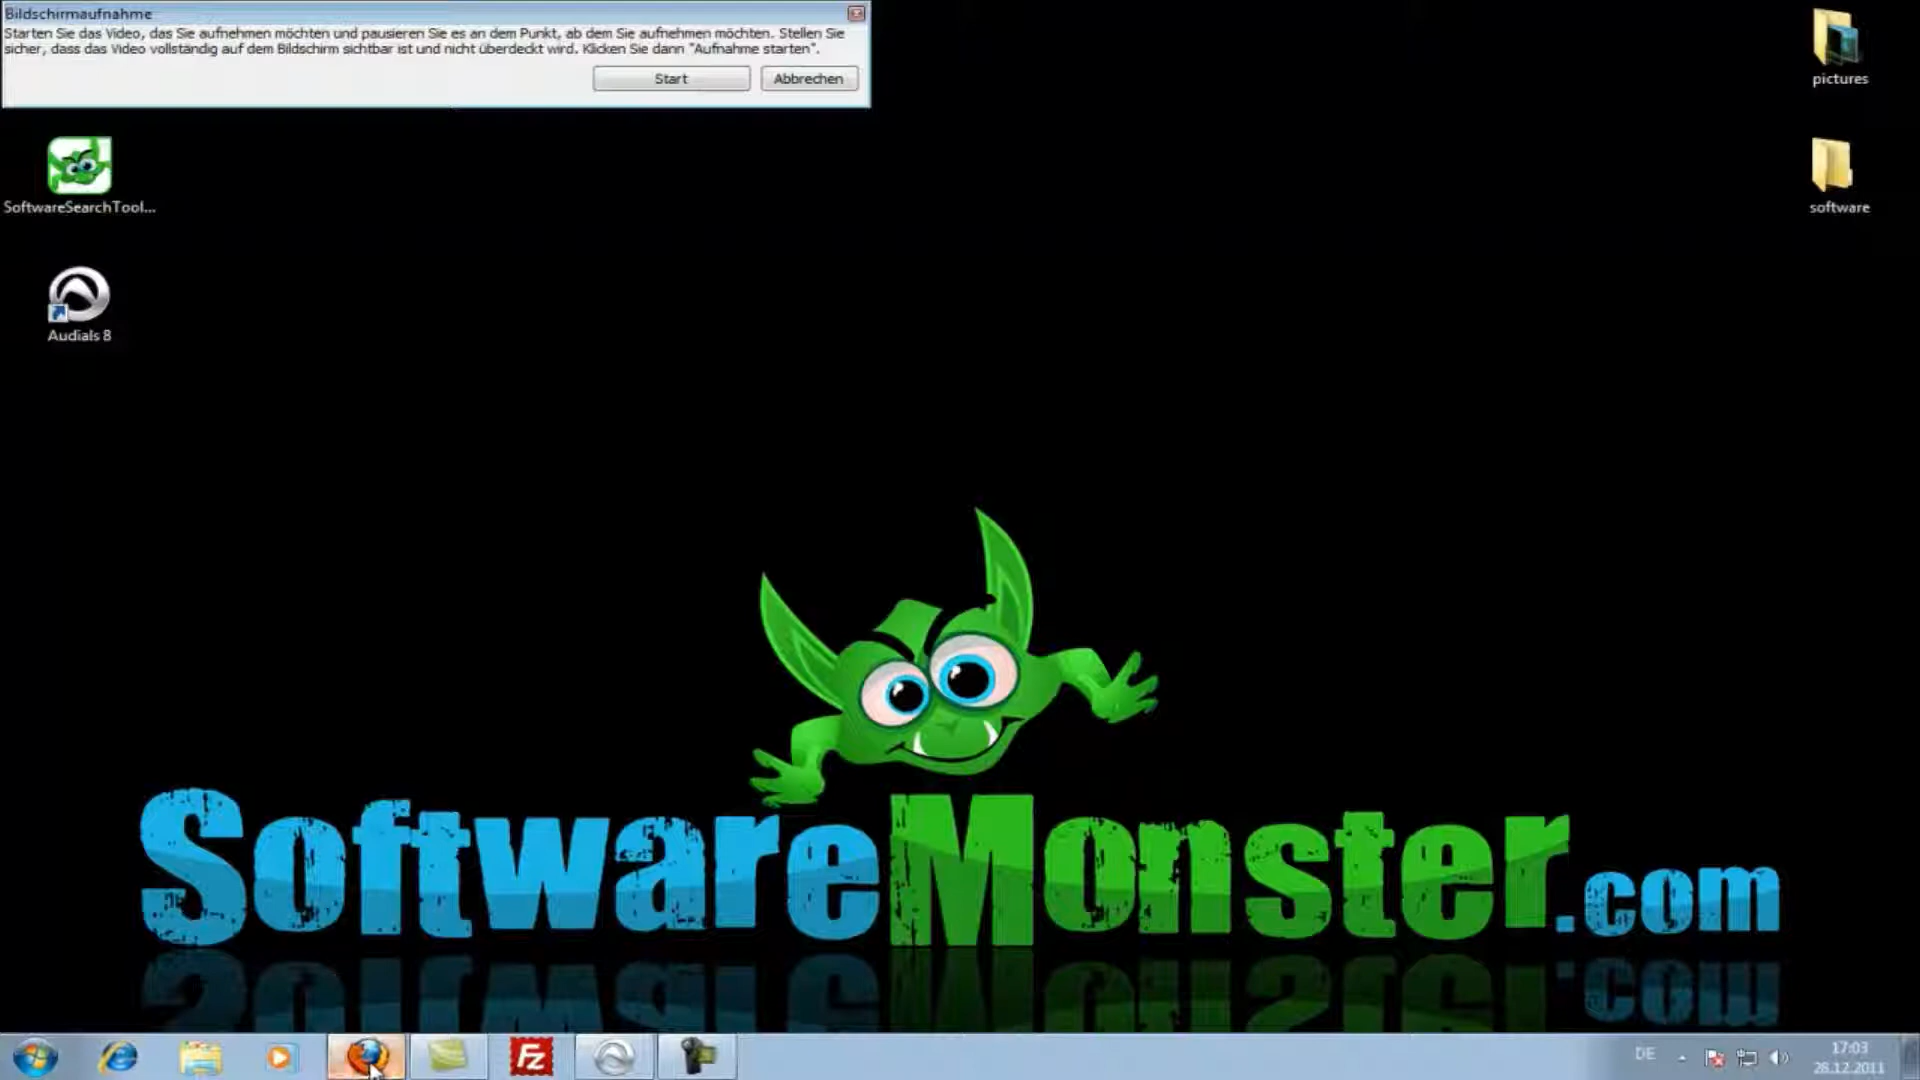 Bildschirmaufnahme
Starten Sie das Video, das Sie aufnehmen möchten und pausieren Sie es an dem Punkt, ab dem Sie aufnehmen möchten. Stellen Sie
sicher, dass das Video vollständig auf dem Bildschirm sichtbar ist und nicht überdeckt wird. Klicken Sie dann "Aufnahme starten".
Start
Abbrechen
pictures
SoftwareSearchTool...
software
Audials 8
SoftwareMonster.com
Fz
DE
17:03
28.12.2011